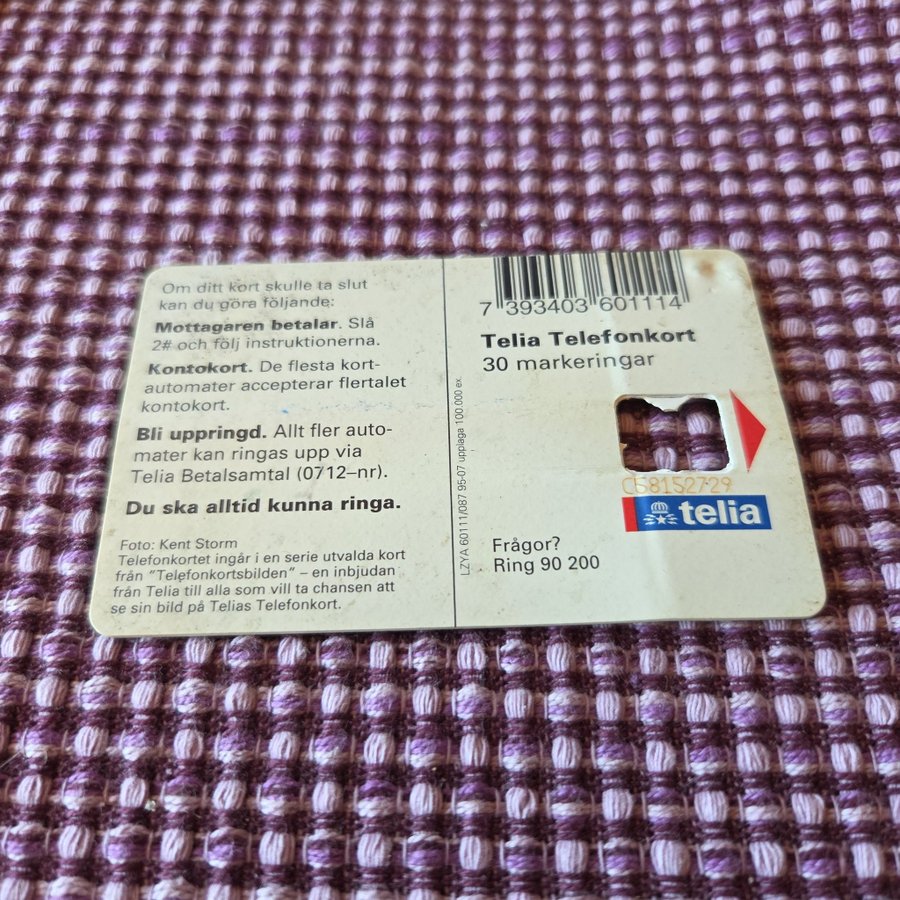 Om ditt kort skulle ta slut
kan du göra följande:
Mottagaren betalar. Slå
2# och följ instruktionerna.
Kontokort. De flesta kort-
automater accepterar flertalet
kontokort.
Bli uppringd. Allt fler auto-
mater kan ringas upp via
Telia Betalsamtal (0712–nr).
Du ska alltid kunna ringa.
Foto: Kent Storm
Telefonkortet ingår i en serie utvalda kort
från "Telefonkortsbilden" – en inbjudan
från Telia till alla som vill ta chansen att
se sin bild på Telias Telefonkort.
LZYA 60111/087 95-07 upplaga 100.000 ex
7 393403 601114
Telia Telefonkort
30 markeringar
C58152729
telia
Frågor?
Ring 90 200